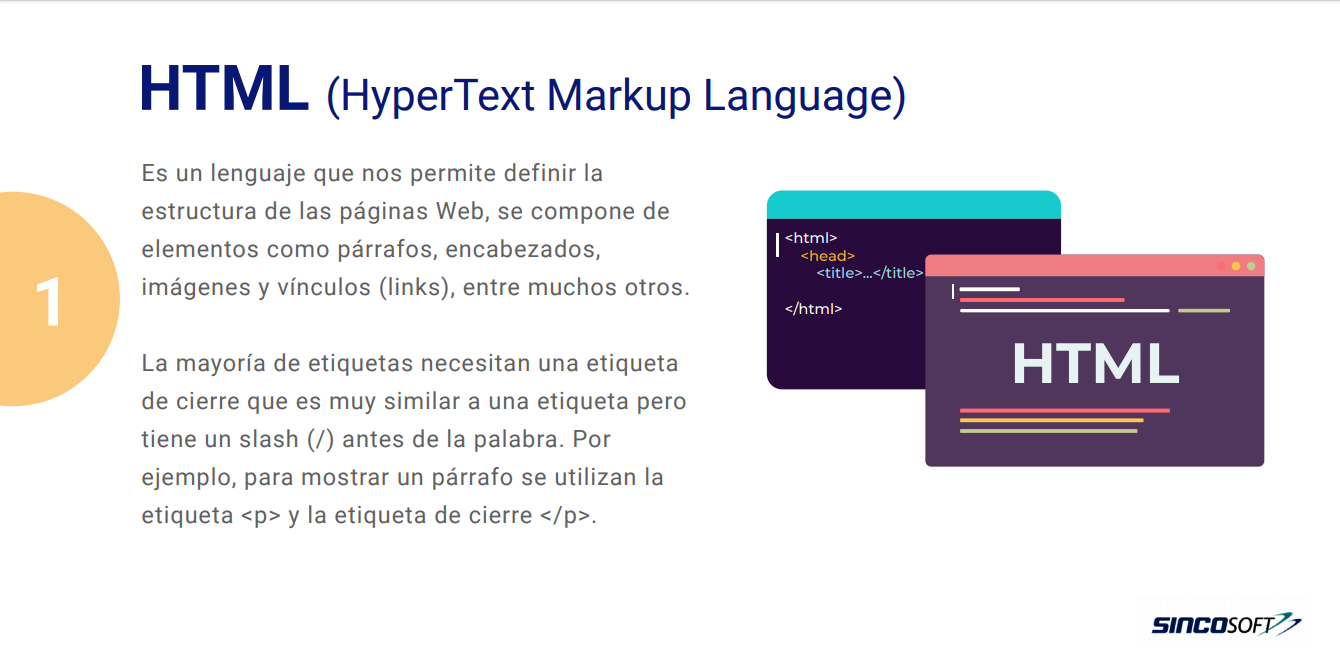 HTML (HyperText Markup Language)
Es un lenguaje que nos permite definir la
estructura de las páginas Web, se compone de
elementos como párrafos, encabezados,
imágenes y vínculos (links), entre muchos otros.
La mayoría de etiquetas necesitan una etiqueta
de cierre que es muy similar a una etiqueta pero
tiene un slash (/) antes de la palabra. Por
ejemplo, para mostrar un párrafo se utilizan la
etiqueta <p> y la etiqueta de cierre </p>.
1
<html>
<head>
<title>...</title>
</html>
HTML
SINCOSOFT